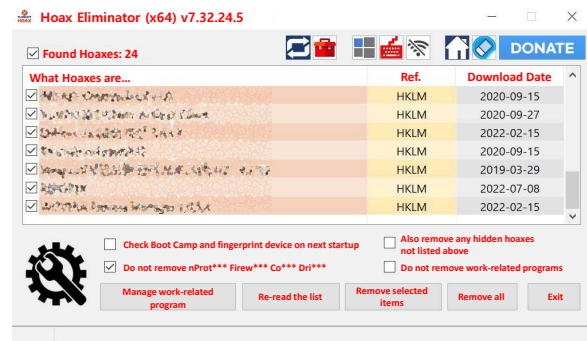 Hoax Eliminator (x64) v7.32.24.5
Found Hoaxes: 24
DONATE
What Hoaxes are... Ref. Download Date
HKLM 2020-09-15
HKLM 2020-09-27
HKLM 2022-02-15
HKLM 2020-09-15
HKLM 2019-03-29
HKLM 2022-07-08
HKLM 2022-02-15
Check Boot Camp and fingerprint device on next startup
Also remove any hidden hoaxes
not listed above
Do not remove nProt*** Firew*** Co*** Dri***
Do not remove work-related programs
Manage work-related
program
Re-read the list
Remove selected
items
Remove all
Exit